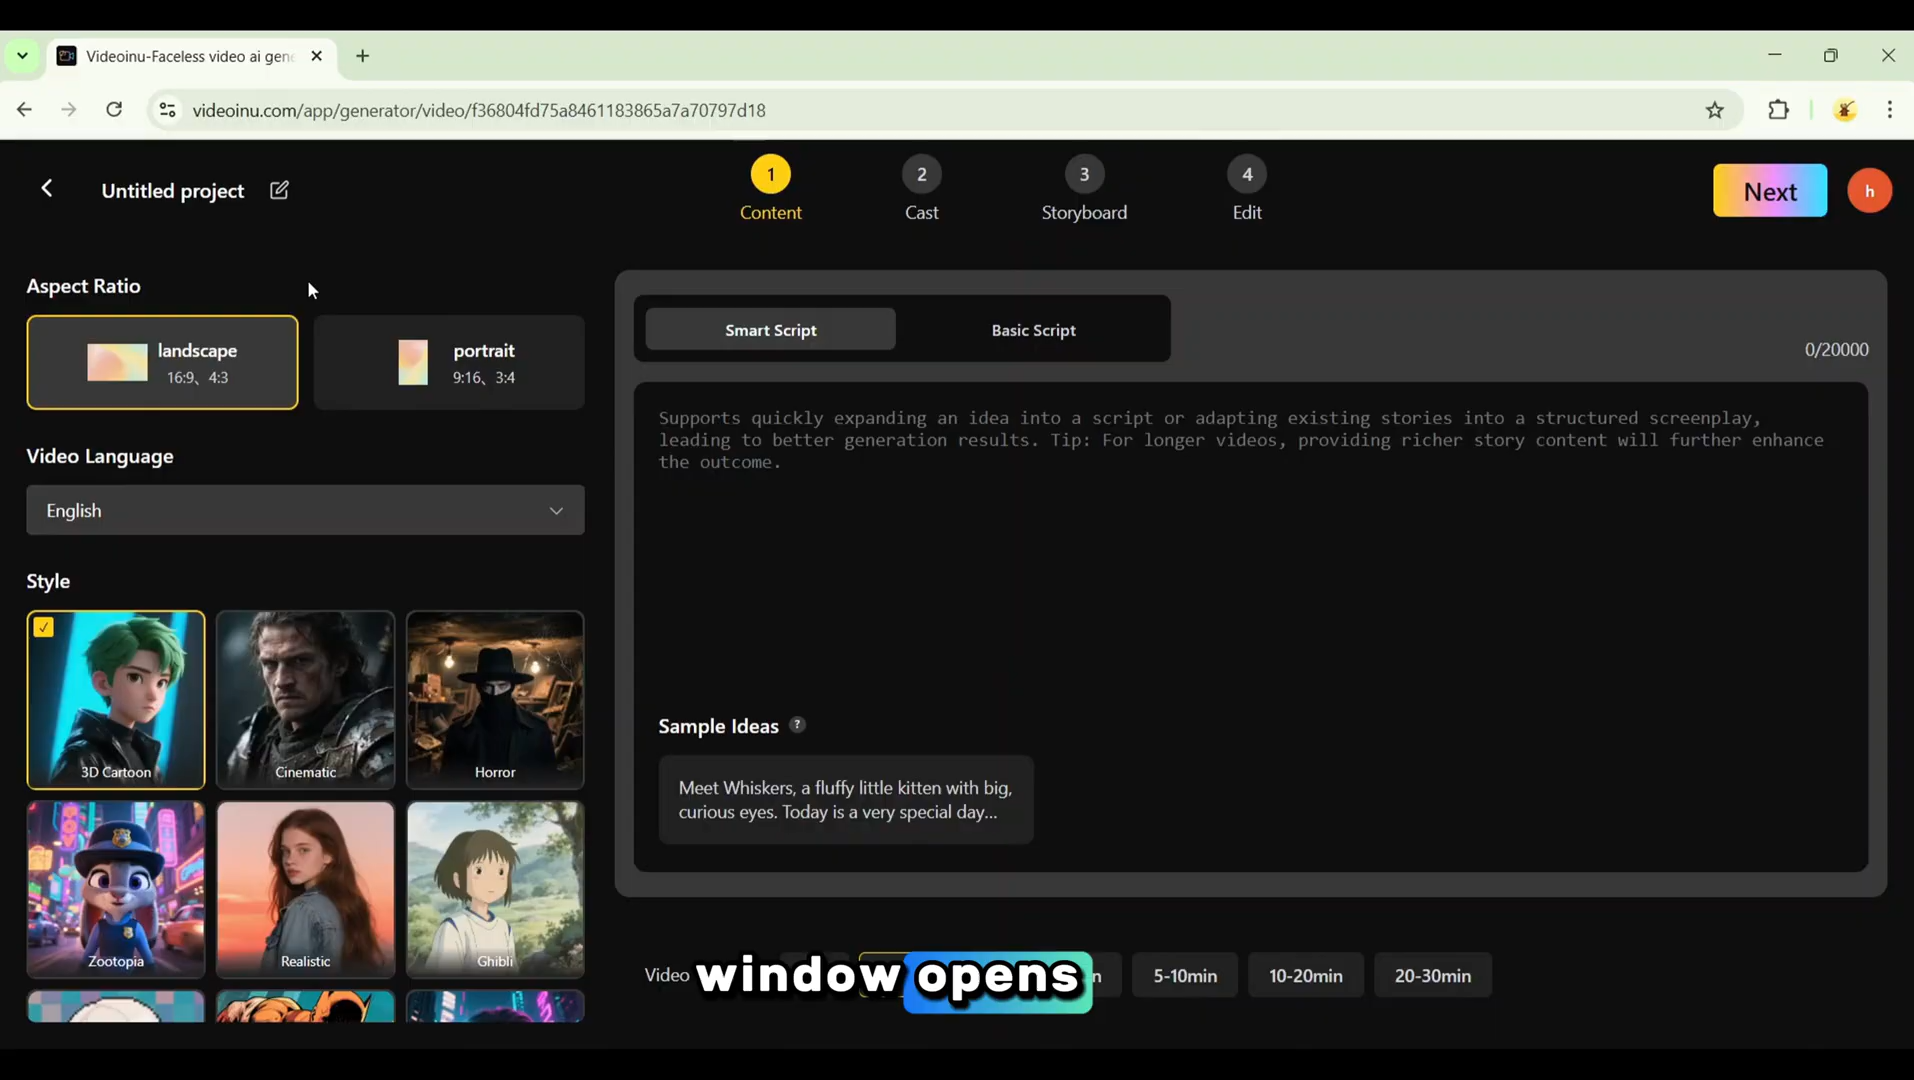 Videoinu-Faceless video ai gene
videoinu.com/app/generator/video/f36804fd75a8461183865a7a70797d18
Untitled project
1
Content
2
Cast
3
Storyboard
4
Edit
Next
h
Aspect Ratio
landscape
16:9、4:3
portrait
9:16、3:4
Video Language
English
Style
3D Cartoon
Cinematic
Horror
Zootopia
Realistic
Ghibli
Smart Script
Basic Script
0/20000
Supports quickly expanding an idea into a script or adapting existing stories into a structured screenplay,
leading to better generation results. Tip: For longer videos, providing richer story content will further enhance
the outcome.
Sample Ideas ?
Meet Whiskers, a fluffy little kitten with big,
curious eyes. Today is a very special day...
Video
5-10min
10-20min
20-30min
window opens